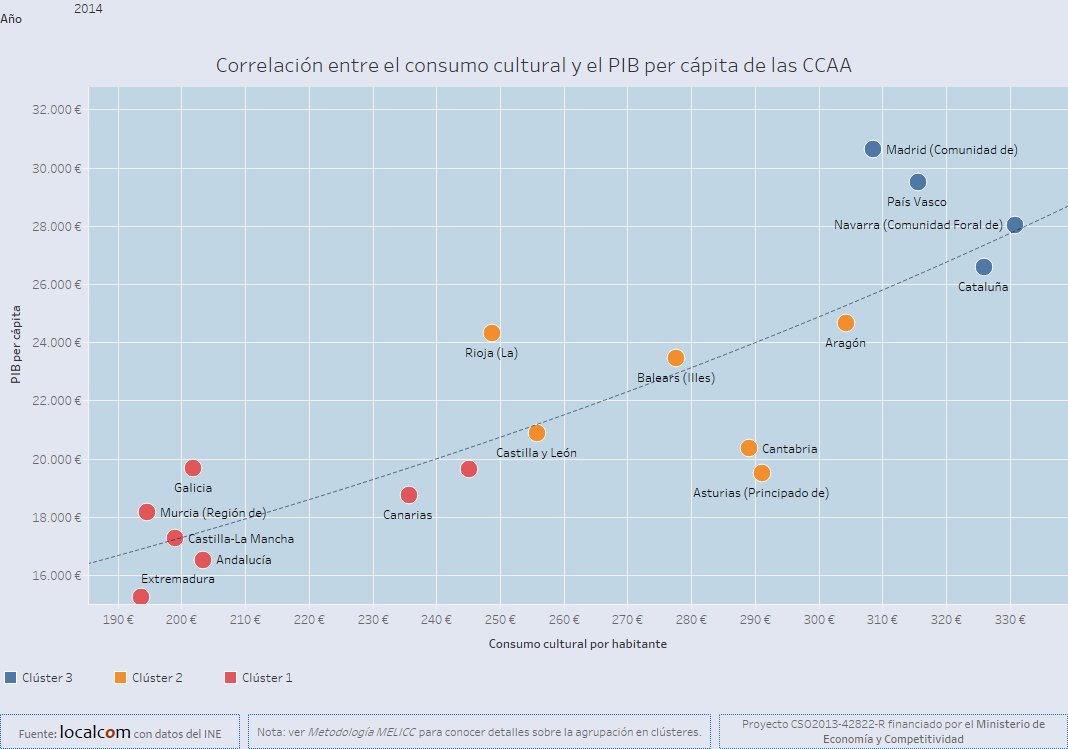 2014
Año
Correlación entre el consumo cultural y el PIB per cápita de las CCAA
32.000 €
30.000 €
28.000 €
26.000 €
24.000 €
22.000 €
20.000 €
18.000 €
16.000 €
PIB per cápita
Madrid (Comunidad de)
País Vasco
Navarra (Comunidad Foral de)
Cataluña
Aragón
Rioja (La)
Balears (Illes)
Castilla y León
Cantabria
Asturias (Principado de)
Galicia
Canarias
Murcia (Región de)
Castilla-La Mancha
Andalucía
Extremadura
190 € 200 € 210 € 220 € 230 € 240 € 250 € 260 € 270 € 280 € 290 € 300 € 310 € 320 € 330 €
Consumo cultural por habitante
Clúster 3 Clúster 2 Clúster 1
Fuente: localcom con datos del INE
Nota: ver Metodología MELICC para conocer detalles sobre la agrupación en clústeres.
Proyecto CSO2013-42822-R financiado por el Ministerio de
Economía y Competitividad